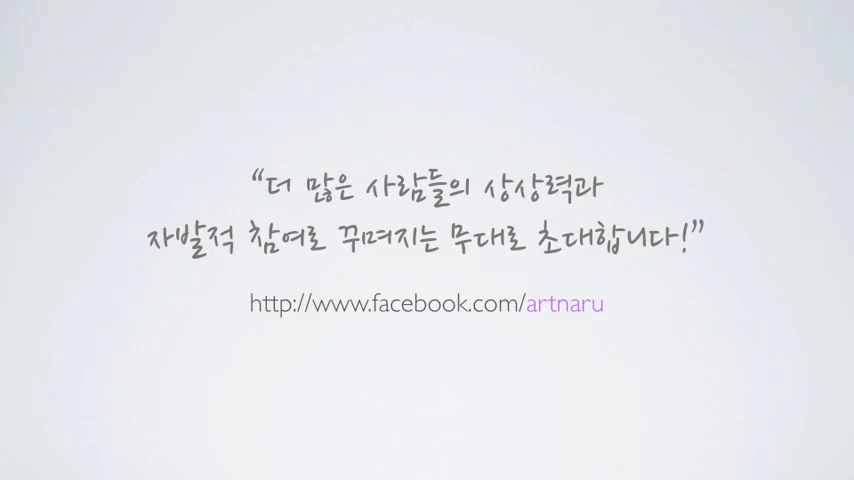 “더 많은 사람들의 상상력과
자발적 참여로 꾸며지는 무대로 초대합니다!”
http://www.facebook.com/artnaru